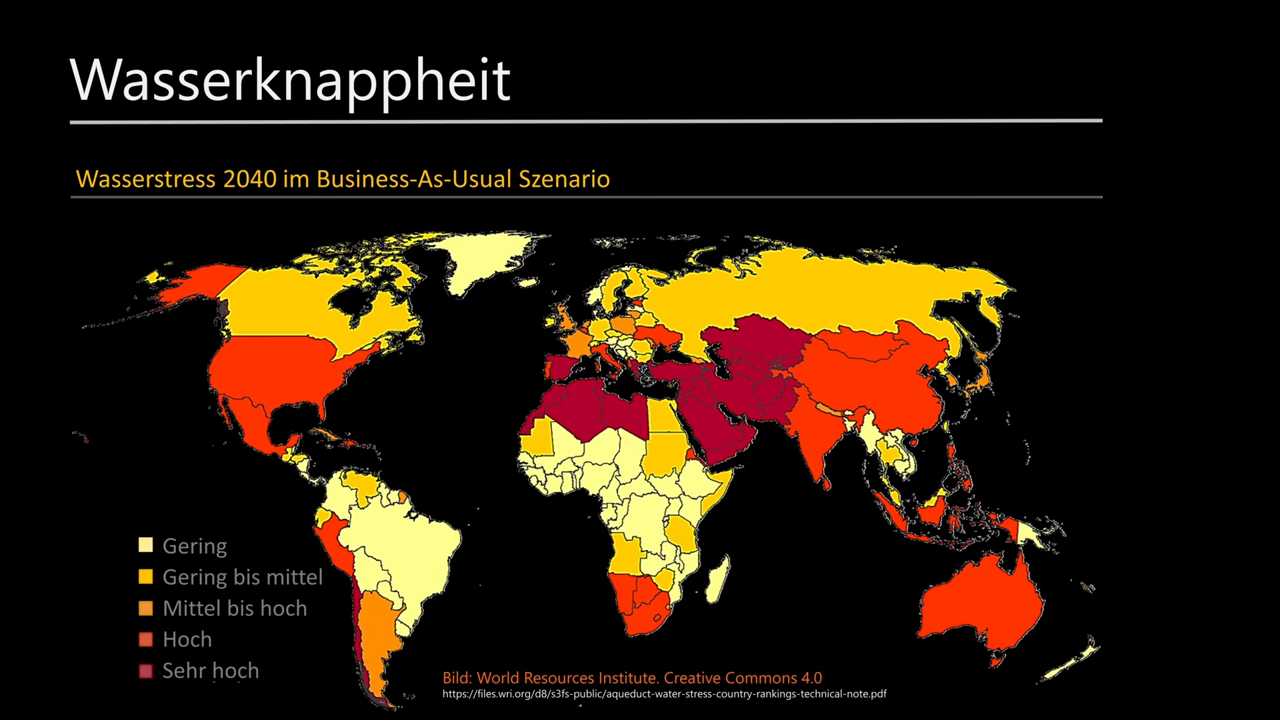 Wasserknappheit
Wasserstress 2040 im Business-As-Usual Szenario
Gering
Gering bis mittel
Mittel bis hoch
Hoch
Sehr hoch
Bild: World Resources Institute. Creative Commons 4.0
https://files.wri.org/d8/s3fs-public/aqueduct-water-stress-country-rankings-technical-note.pdf